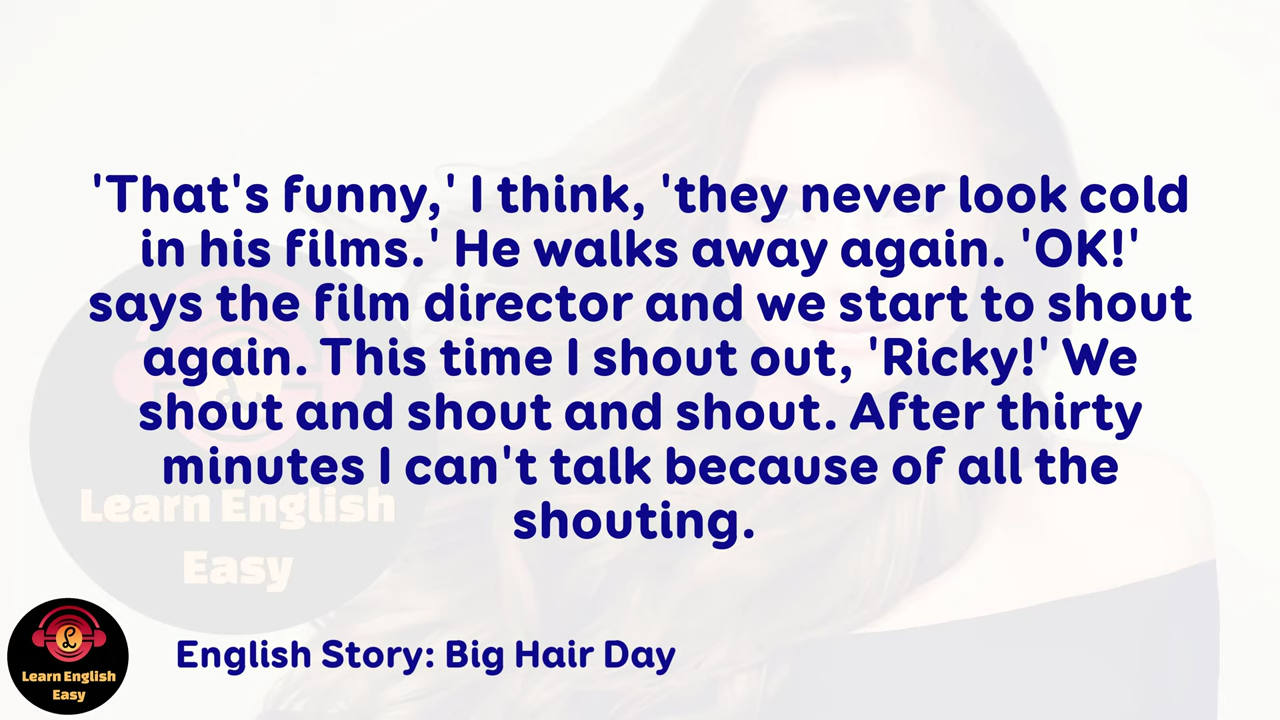 'That's funny,' I think, 'they never look cold
in his films.' He walks away again. 'OK!'
says the film director and we start to shout
again. This time I shout out, 'Ricky!' We
shout and shout and shout. After thirty
minutes I can't talk because of all the
shouting.
Learn English
Easy
English Story: Big Hair Day
Learn English
Easy